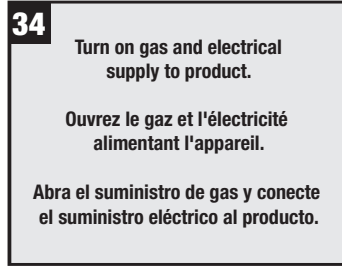 34
Turn on gas and electrical
supply to product.
Ouvrez le gaz et l'électricité
alimentant l'appareil.
Abra el suministro de gas y conecte
el suministro eléctrico al producto.